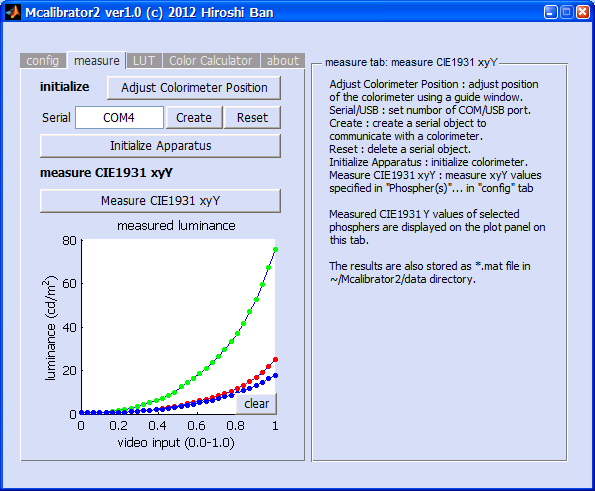 Mcalibrator2 ver1.0 (c) 2012 Hiroshi Ban
config measure LUT Color Calculator about
initialize Adjust Colorimeter Position
Serial COM4 Create Reset
Initialize Apparatus
measure CIE1931 xyY
Measure CIE1931 xyY
measured luminance
80
60
40
20
0
luminance (cd/m2)
0 0.2 0.4 0.6 0.8 1
video input (0.0-1.0)
clear
measure tab: measure CIE1931 xyY
Adjust Colorimeter Position : adjust position
of the colorimeter using a guide window.
Serial/USB : set numbor of COM/USB port.
Create : create a serial object to
communicate with a colorimeter.
Reset : delete a serial object.
Initialize Apparatus : initialize colorimeter.
Measure CIE1931 xyY : measure xyY values
specified in "Phospher(s)"... in "config" tab
Measured CIE1931 Y values of selected
phosphers are displayed on the plot panel on
this tab.
The results are also stored as *.mat file in
~/Mcalibrator2/data directory.